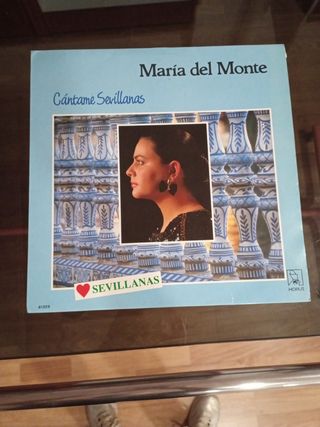 María del Monte
Cántame Sevillanas
SEVILLANAS
HORUS